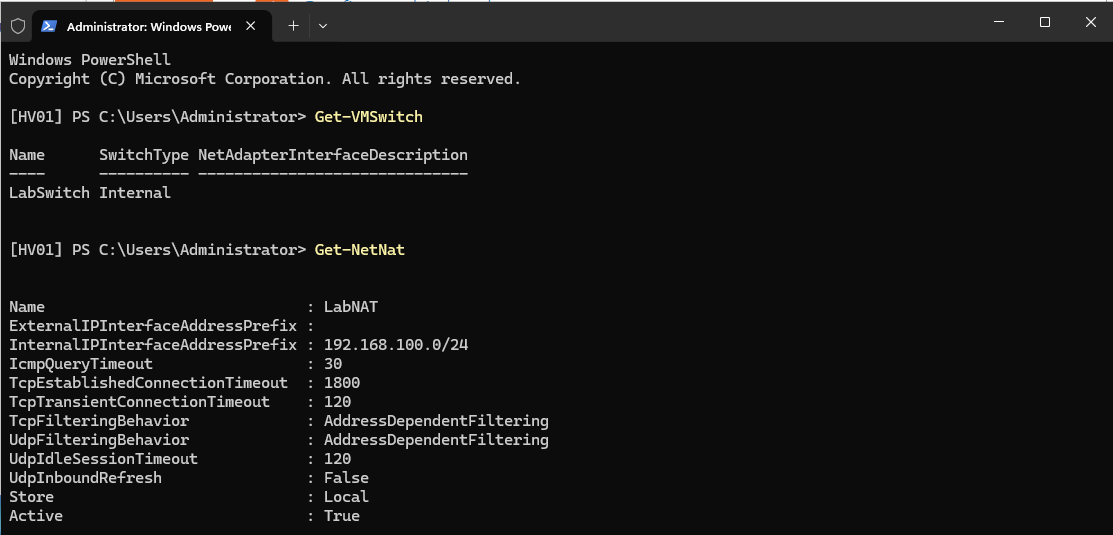 Administrator: Windows Powe
Windows PowerShell
Copyright (C) Microsoft Corporation. All rights reserved.
[HV01] PS C:\Users\Administrator> Get-VMSwitch
Name      SwitchType NetAdapterInterfaceDescription
----      ---------- ------------------------------
LabSwitch Internal
[HV01] PS C:\Users\Administrator> Get-NetNat
Name                             : LabNAT
ExternalIPInterfaceAddressPrefix :
InternalIPInterfaceAddressPrefix : 192.168.100.0/24
IcmpQueryTimeout                 : 30
TcpEstablishedConnectionTimeout  : 1800
TcpTransientConnectionTimeout    : 120
TcpFilteringBehavior             : AddressDependentFiltering
UdpFilteringBehavior             : AddressDependentFiltering
UdpIdleSessionTimeout            : 120
UdpInboundRefresh                : False
Store                            : Local
Active                           : True